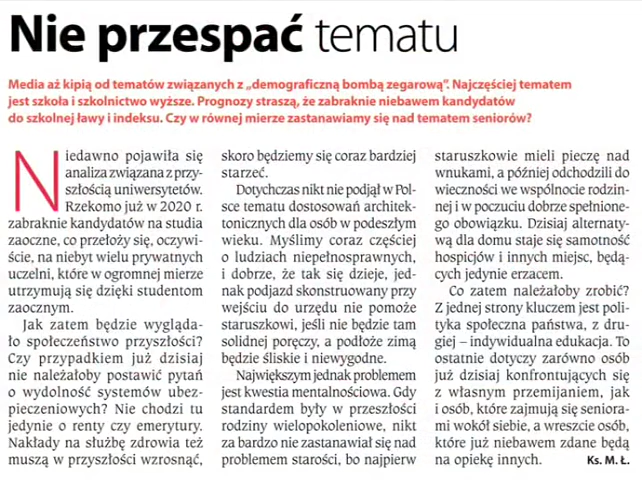 Nie przespać tematu
Media aż kipią od tematów związanych z „demograficzną bombą zegarową”. Najczęściej tematem
jest szkoła i szkolnictwo wyższe. Prognozy straszą, że zabraknie niebawem kandydatów
do szkolnej ławy i indeksu. Czy w równej mierze zastanawiamy się nad tematem seniorów?
Niedawno pojawiła się
analiza związana z przy-
szłością uniwersytetów.
Rzekomo już w 2020 r.
zabraknie kandydatów na studia
zaoczne, co przełoży się, oczywi-
ście, na niebyt wielu prywatnych
uczelni, które w ogromnej mierze
utrzymują się dzięki studentom
zaocznym.
Jak zatem będzie wygląda-
ło społeczeństwo przyszłości?
Czy przypadkiem już dzisiaj
nie należałoby postawić pytań
o wydolność systemów ubez-
pieczeniowych? Nie chodzi tu
jedynie o renty czy emerytury.
Nakłady na służbę zdrowia też
muszą w przyszłości wzrosnąć,
skoro będziemy się coraz bardziej
starzeć.
Dotychczas nikt nie podjął w Pol-
sce tematu dostosowań architek-
tonicznych dla osób w podeszłym
wieku. Myślimy coraz częściej
o ludziach niepełnosprawnych,
i dobrze, że tak się dzieje, jed-
nak podjazd skonstruowany przy
wejściu do urzędu nie pomoże
staruszkowi, jeśli nie będzie tam
solidnej poręczy, a podłoże zimą
będzie śliskie i niewygodne.
Największym jednak problemem
jest kwestia mentalnościowa. Gdy
standardem były w przeszłości
rodziny wielopokoleniowe, nikt
za bardzo nie zastanawiał się nad
problemem starości, bo najpierw
staruszkowie mieli pieczę nad
wnukami, a później odchodzili do
wieczności we wspólnocie rodzin-
nej i w poczuciu dobrze spełnione-
go obowiązku. Dzisiaj alternaty-
wą dla domu staje się samotność
hospicjów i innych miejsc, będą-
cych jedynie erzacem.
Co zatem należałoby zrobić?
Z jednej strony kluczem jest poli-
tyka społeczna państwa, z dru-
giej – indywidualna edukacja. To
ostatnie dotyczy zarówno osób
już dzisiaj konfrontujących się
z własnym przemijaniem, jak
i osób, które zajmują się seniora-
mi wokół siebie, a wreszcie osób,
które już niebawem zdane będą
na opiekę innych. Ks. M. Ł.